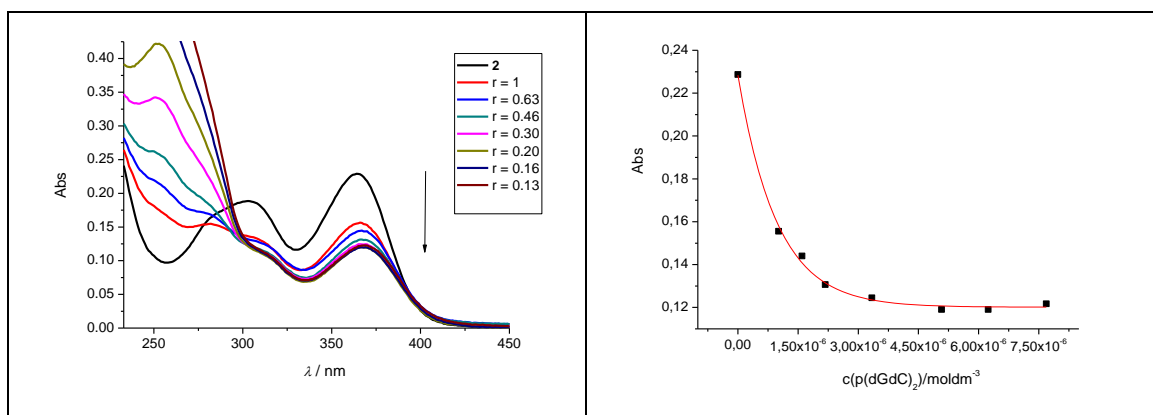 0.40
0.35
0.30
0.25
0.20
0.15
0.10
0.05
0.00
Abs
250 300 350 400 450
λ / nm
2
r = 1
r = 0.63
r = 0.46
r = 0.30
r = 0.20
r = 0.16
r = 0.13
0,24
0,22
0,20
0,18
0,16
0,14
0,12
Abs
0,00 1,50x10⁻⁶ 3,00x10⁻⁶ 4,50x10⁻⁶ 6,00x10⁻⁶ 7,50x10⁻⁶
c(p(dGdC)₂)/moldm⁻³